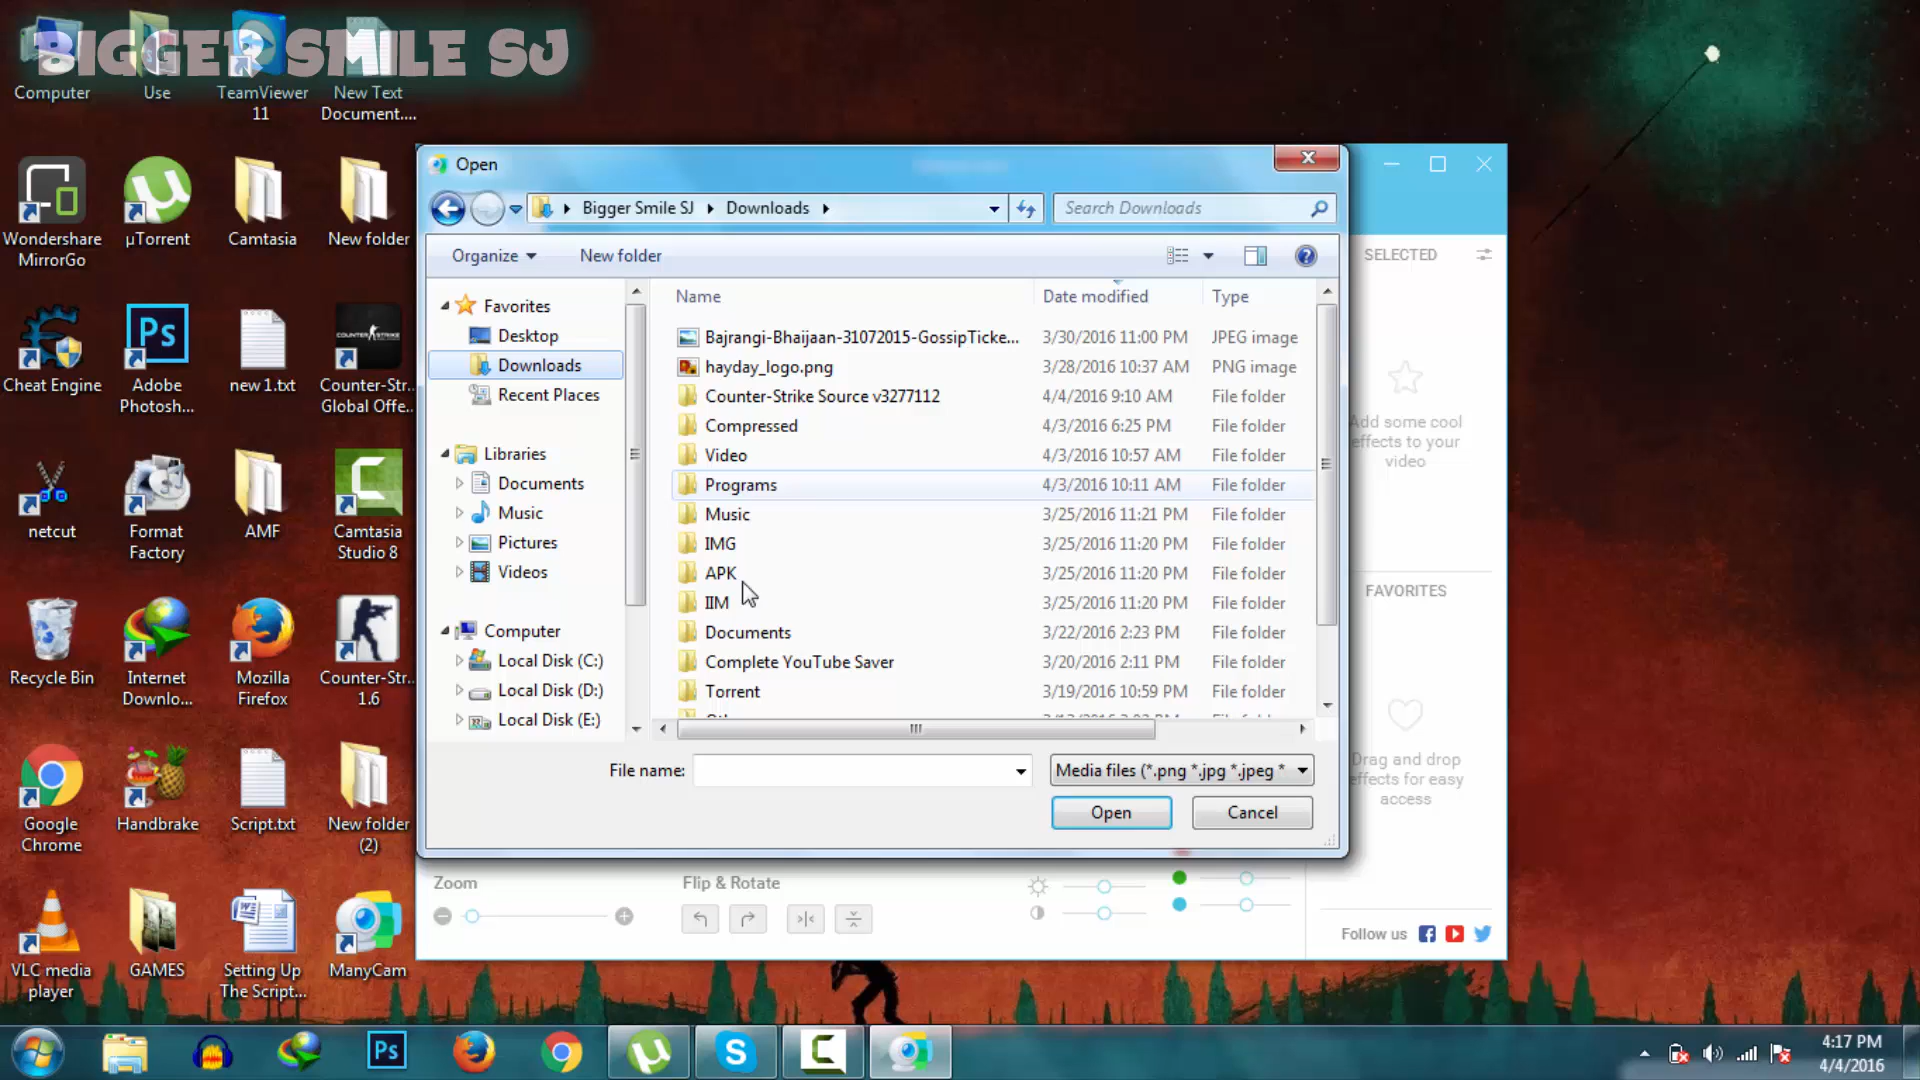 BIGGER SMILE SJ
Computer
Use
TeamViewer
11
New Text
Document....
Wondershare
MirrorGo
µTorrent
Camtasia
New folder
Cheat Engine
Adobe
Photosh...
new 1.txt
COUNTER STRIKE
Counter-Str...
Global Offe...
netcut
Format
Factory
AMF
Camtasia
Studio 8
Recycle Bin
Internet
Downlo...
Mozilla
Firefox
Counter-Str...
1.6
Google
Chrome
Handbrake
Script.txt
New folder
(2)
VLC media
player
GAMES
Setting Up
The Script...
ManyCam
Open
Bigger Smile SJ
Downloads
Search Downloads
Organize
New folder
Favorites
Desktop
Downloads
Recent Places
Libraries
Documents
Music
Pictures
Videos
Computer
Local Disk (C:)
Local Disk (D:)
Local Disk (E:)
Name Date modified Type
Bajrangi-Bhaijaan-31072015-GossipTicke... 3/30/2016 11:00 PM JPEG image
hayday_logo.png 3/28/2016 10:37 AM PNG image
Counter-Strike Source v3277112 4/4/2016 9:10 AM File folder
Compressed 4/3/2016 6:25 PM File folder
Video 4/3/2016 10:57 AM File folder
Programs 4/3/2016 10:11 AM File folder
Music 3/25/2016 11:21 PM File folder
IMG 3/25/2016 11:20 PM File folder
APK 3/25/2016 11:20 PM File folder
IIM 3/25/2016 11:20 PM File folder
Documents 3/22/2016 2:23 PM File folder
Complete YouTube Saver 3/20/2016 2:11 PM File folder
Torrent 3/19/2016 10:59 PM File folder
File name:
Media files (*.png *.jpg *.jpeg *
Open
Cancel
SELECTED
Add some cool
effects to your
video
FAVORITES
Drag and drop
effects for easy
access
Zoom
Flip & Rotate
Follow us
Ps
4:17 PM
4/4/2016